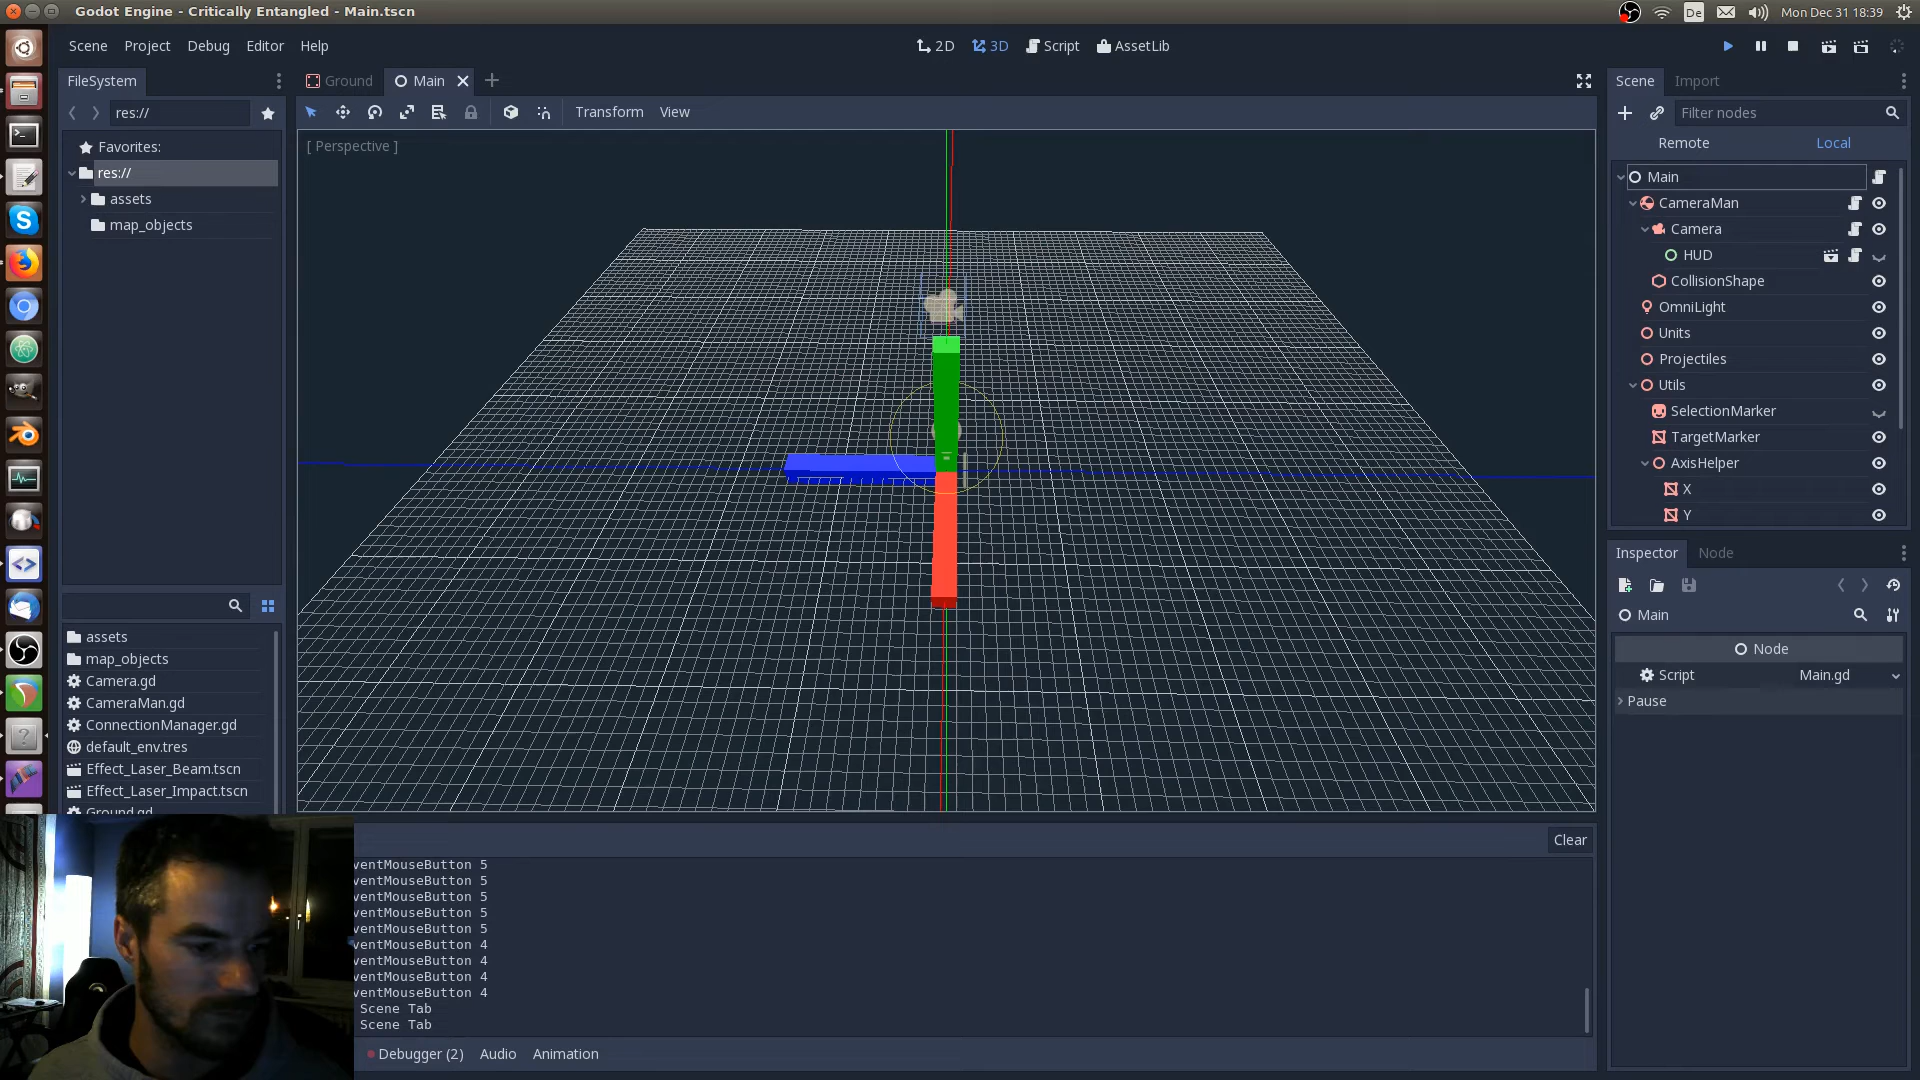 Godot Engine - Critically Entangled - Main.tscn
De
Mon Dec 31 18:39
Scene Project Debug Editor Help
2D 3D Script AssetLib
FileSystem
Ground Main
Scene Import
res://
Transform View
Filter nodes
Favorites:
res://
assets
map_objects
[ Perspective ]
Remote Local
Main
CameraMan
Camera
HUD
CollisionShape
OmniLight
Units
Projectiles
Utils
SelectionMarker
TargetMarker
AxisHelper
X
Y
Inspector Node
Main
Node
Script Main.gd
Pause
assets
map_objects
Camera.gd
CameraMan.gd
ConnectionManager.gd
default_env.tres
Effect_Laser_Beam.tscn
Effect_Laser_Impact.tscn
Ground.gd
Clear
ventMouseButton 5
ventMouseButton 5
ventMouseButton 5
ventMouseButton 5
ventMouseButton 5
ventMouseButton 4
ventMouseButton 4
ventMouseButton 4
ventMouseButton 4
Scene Tab
Scene Tab
Debugger (2) Audio Animation